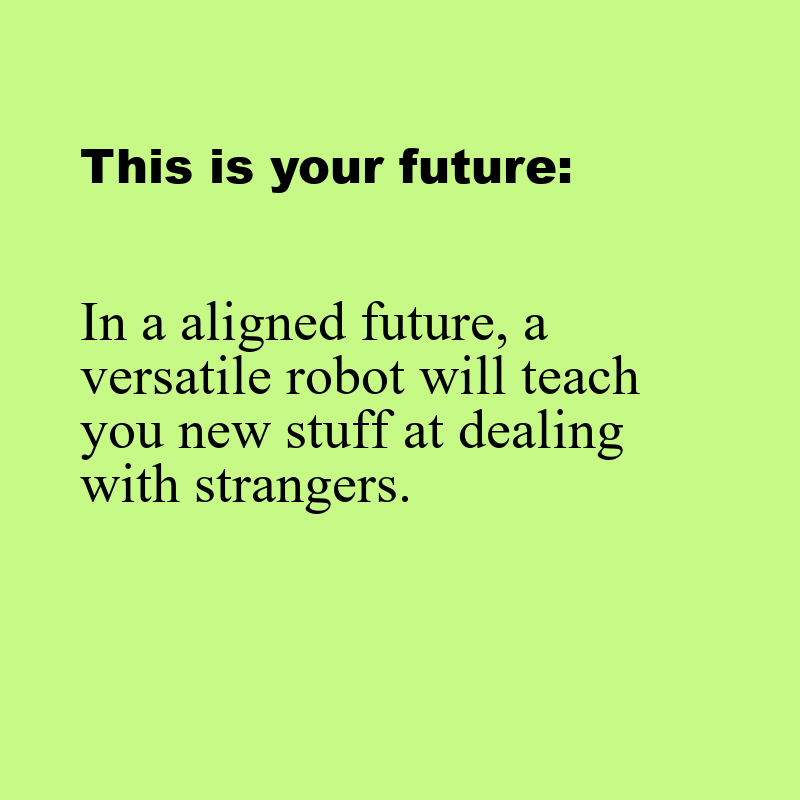 This is your future:
In a aligned future, a
versatile robot will teach
you new stuff at dealing
with strangers.